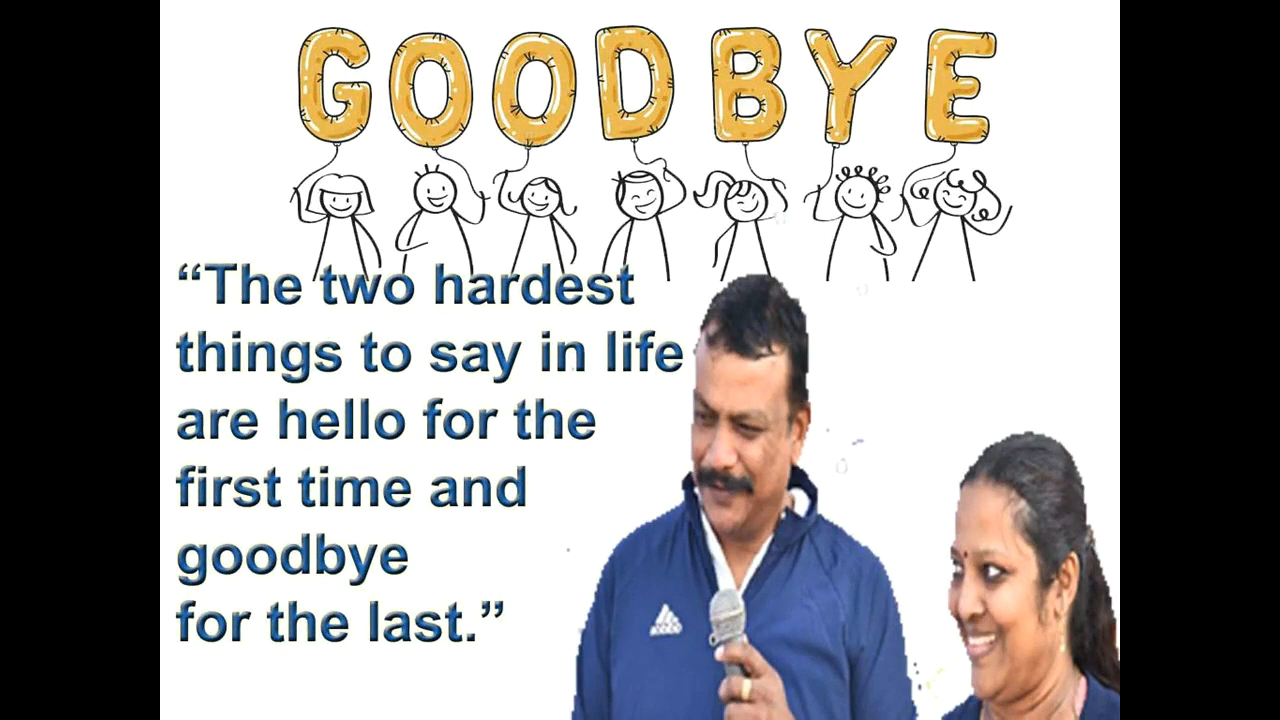 GOODBYE
“The two hardest
things to say in life
are hello for the
first time and
goodbye
for the last.”